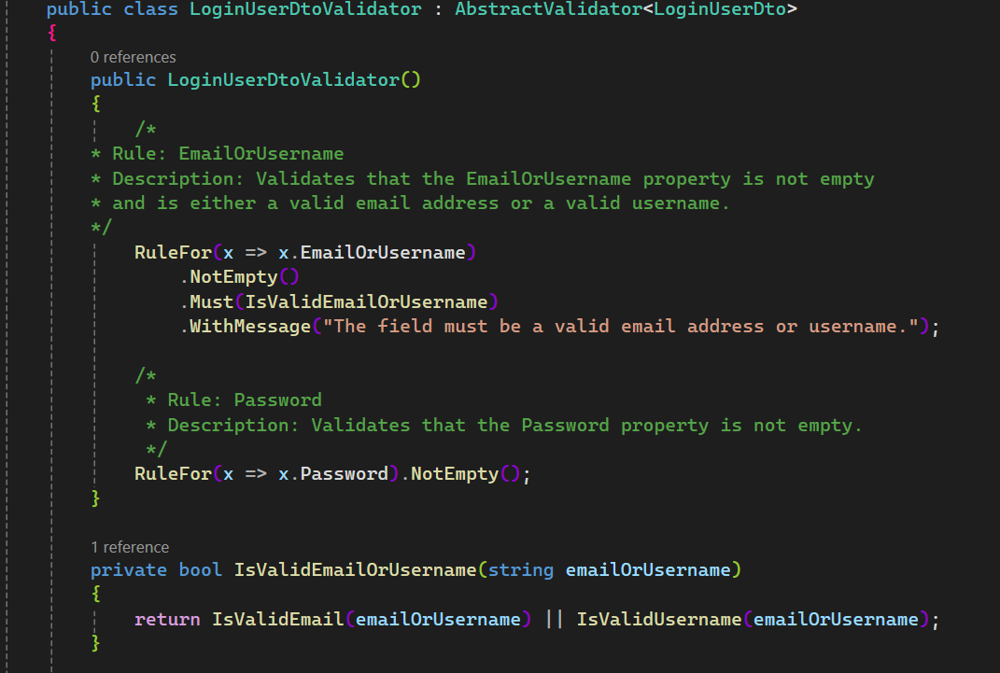 public class LoginUserDtoValidator : AbstractValidator<LoginUserDto>
{
0 references
public LoginUserDtoValidator()
{
/*
* Rule: EmailOrUsername
* Description: Validates that the EmailOrUsername property is not empty
* and is either a valid email address or a valid username.
*/
RuleFor(x => x.EmailOrUsername)
.NotEmpty()
.Must(IsValidEmailOrUsername)
.WithMessage("The field must be a valid email address or username.");
/*
* Rule: Password
* Description: Validates that the Password property is not empty.
*/
RuleFor(x => x.Password).NotEmpty();
}
1 reference
private bool IsValidEmailOrUsername(string emailOrUsername)
{
return IsValidEmail(emailOrUsername) || IsValidUsername(emailOrUsername);
}